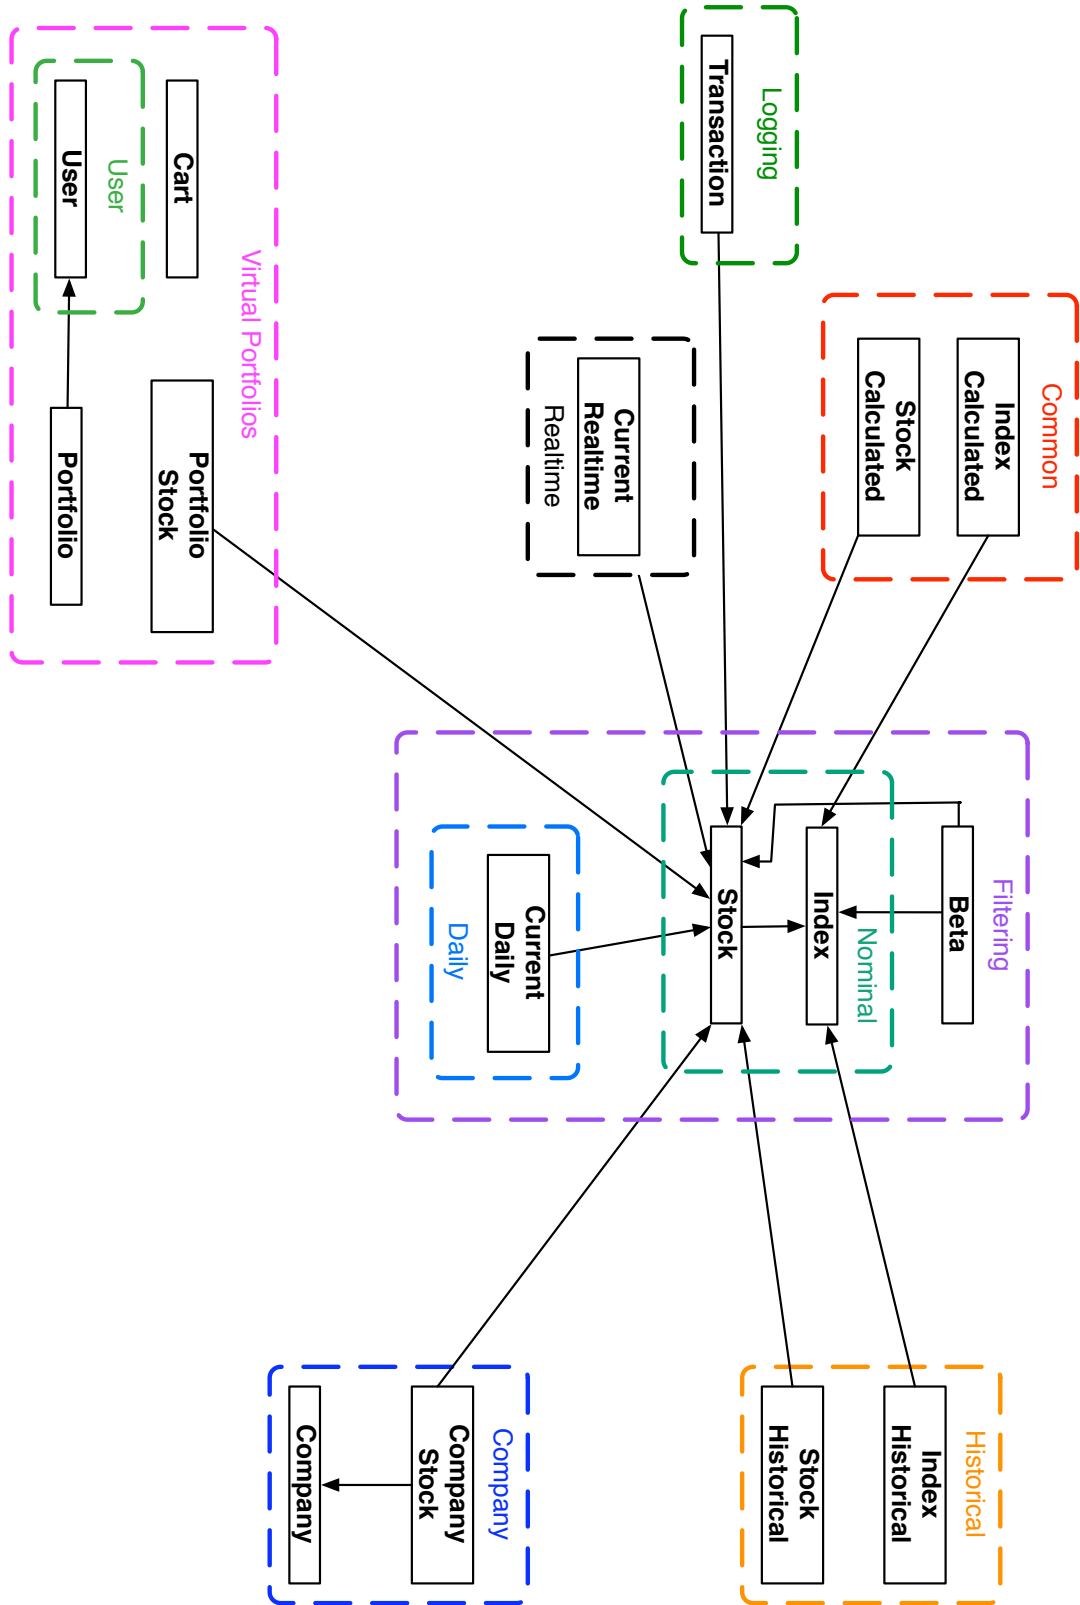 Logging
Transaction
Common
Index
Calculated
Stock
Calculated
Filtering
Beta
Nominal
Index
Stock
Historical
Index
Historical
Stock
Historical
Current
Realtime
Realtime
Current
Daily
Daily
Company
Company
Stock
Company
Virtual Portfolios
Cart
Portfolio
Stock
User
User
Portfolio